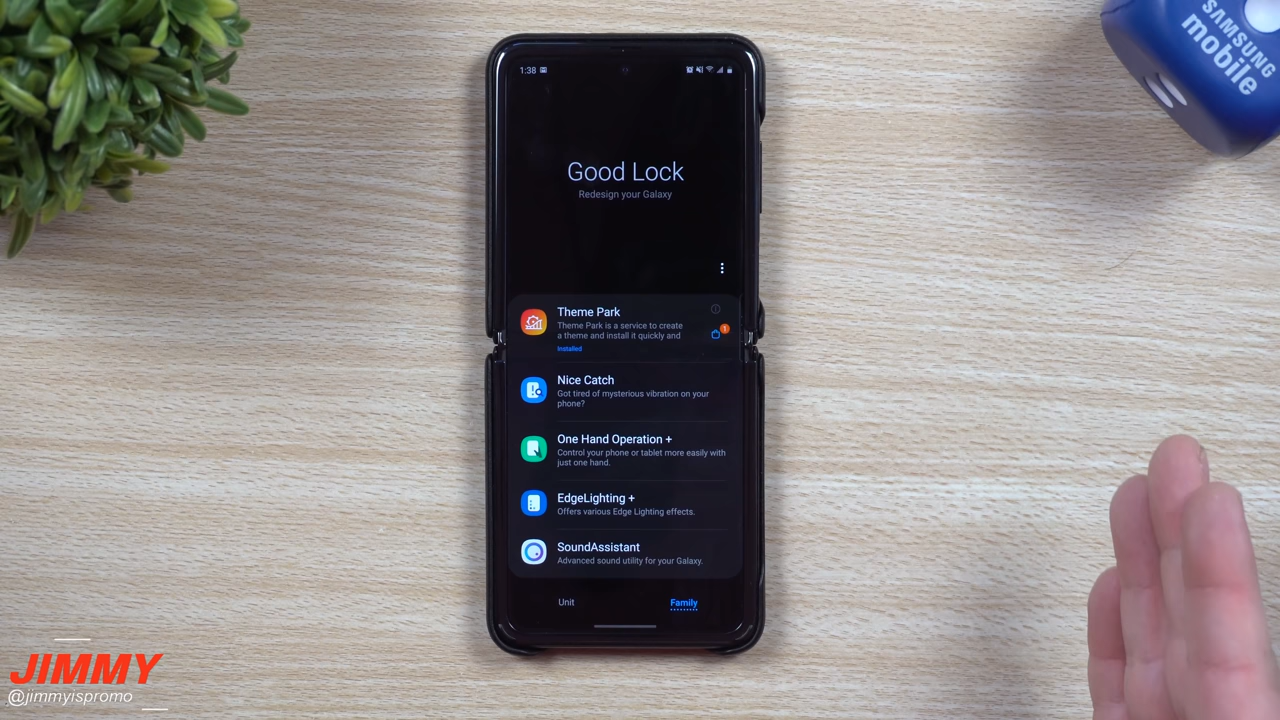 SAMSUNG
mobile
1:38
Good Lock
Redesign your Galaxy
Theme Park
Theme Park is a service to create
a theme and install it quickly and
Installed
1
Nice Catch
Got tired of mysterious vibration on your
phone?
One Hand Operation +
Control your phone or tablet more easily with
just one hand.
EdgeLighting +
Offers various Edge Lighting effects.
SoundAssistant
Advanced sound utility for your Galaxy.
Unit
Family
JIMMY
@jimmyispromo